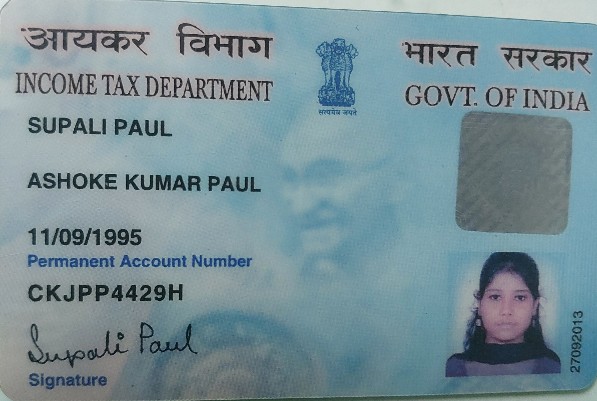 आयकर विभाग
INCOME TAX DEPARTMENT
सत्यमेव जयते
भारत सरकार
GOVT. OF INDIA
SUPALI PAUL
ASHOKE KUMAR PAUL
11/09/1995
Permanent Account Number
CKJPP4429H
Supali Paul
Signature
27092013